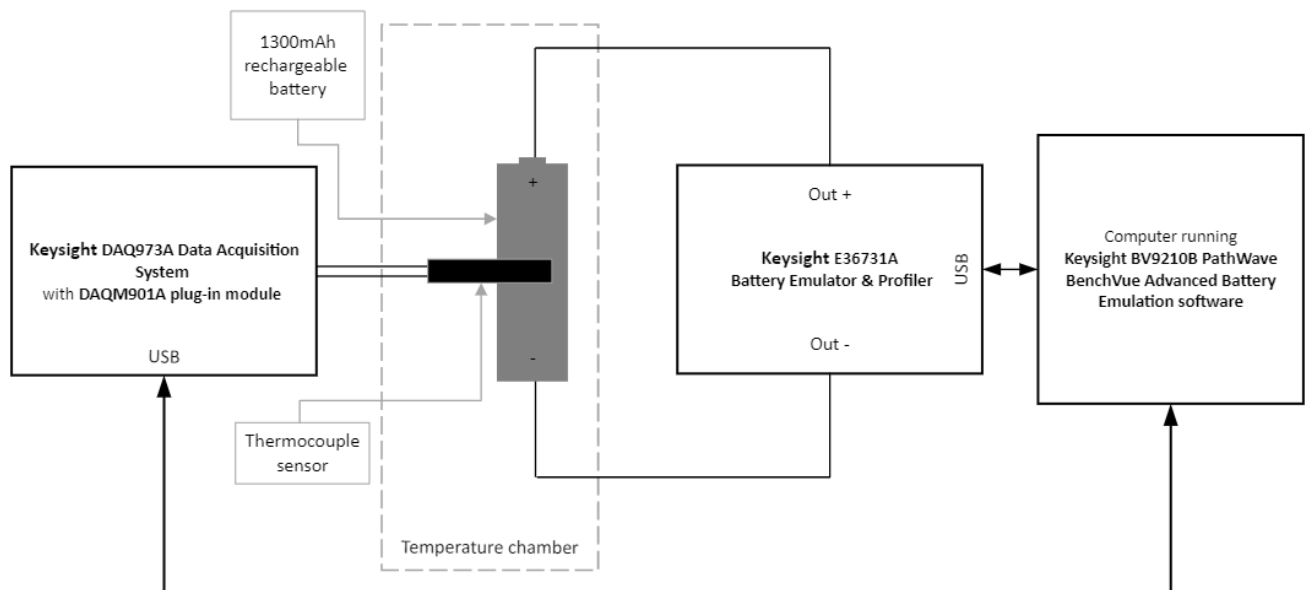 1300mAh
rechargeable
battery
Keysight DAQ973A Data Acquisition
System
with DAQM901A plug-in module
USB
Thermocouple
sensor
+
-
Temperature chamber
Out +
Keysight E36731A
Battery Emulator & Profiler
USB
Out -
Computer running
Keysight BV9210B PathWave
BenchVue Advanced Battery
Emulation software